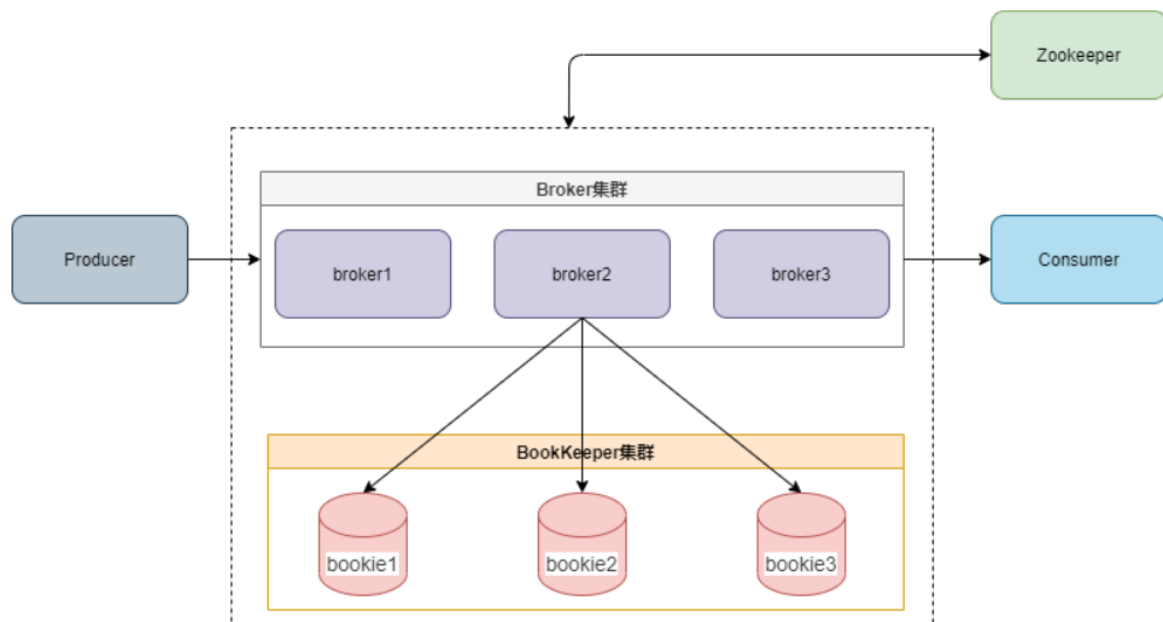 Zookeeper
Broker集群
Producer
broker1
broker2
broker3
Consumer
BookKeeper集群
bookie1
bookie2
bookie3